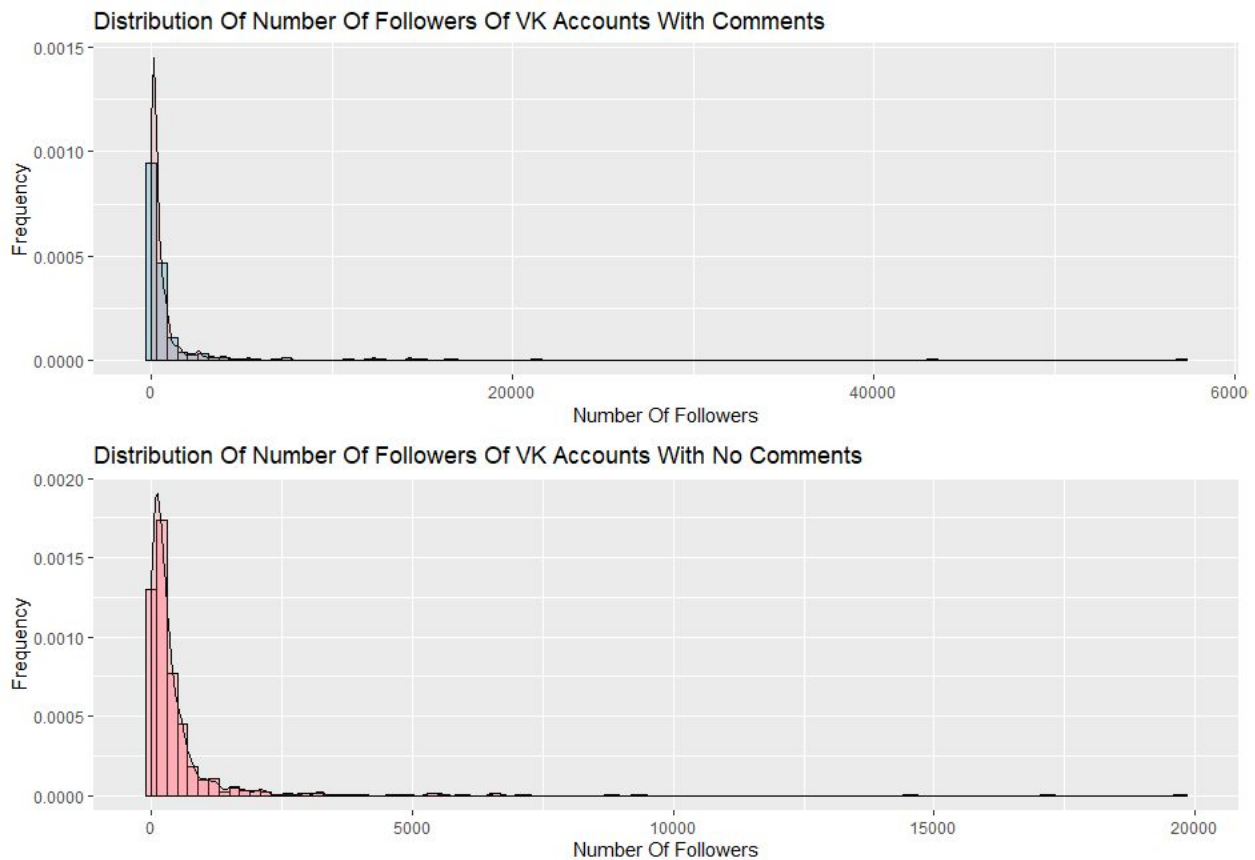 Distribution Of Number Of Followers Of VK Accounts With Comments
0.0015
0.0010
0.0005
0.0000
Frequency
0 20000 40000 60000
Number Of Followers
Distribution Of Number Of Followers Of VK Accounts With No Comments
0.0020
0.0015
0.0010
0.0005
0.0000
Frequency
0 5000 10000 15000 20000
Number Of Followers